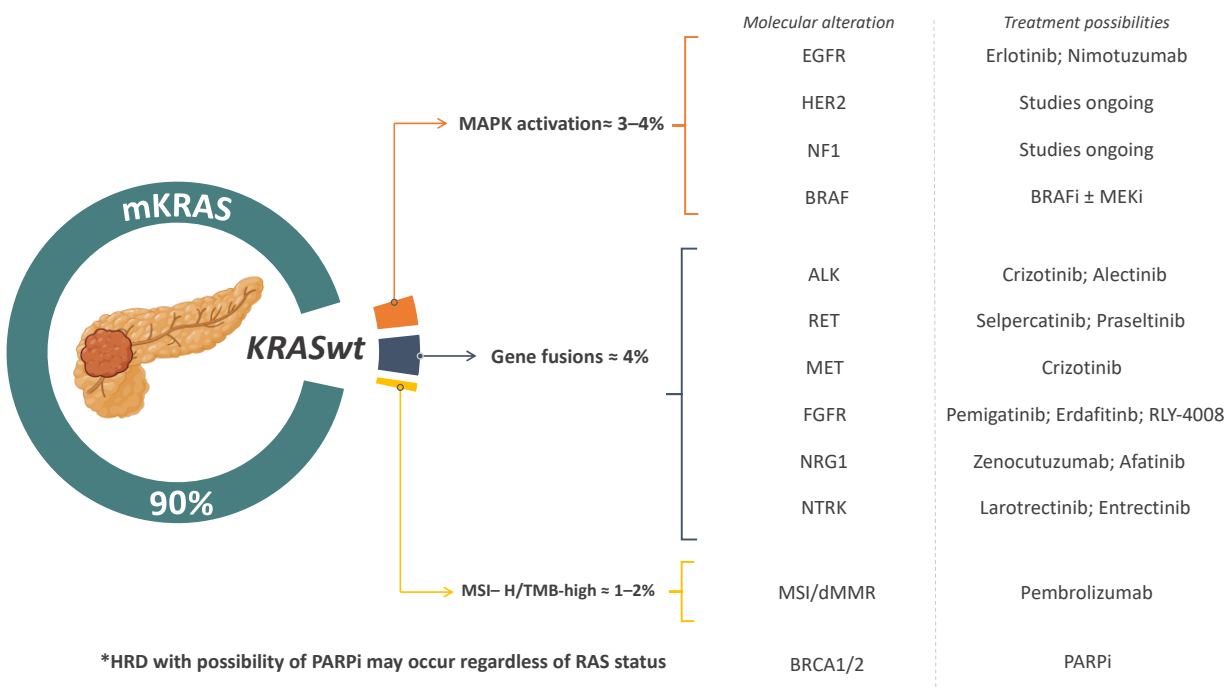 Molecular alteration Treatment possibilities
EGFR Erlotinib; Nimotuzumab
HER2 Studies ongoing
MAPK activation≈ 3–4%
NF1 Studies ongoing
BRAF BRAFi ± MEKi
mKRAS
ALK Crizotinib; Alectinib
RET Selpercatinib; Praseltinib
KRASwt
Gene fusions ≈ 4%
MET Crizotinib
FGFR Pemigatinib; Erdafitinb; RLY-4008
NRG1 Zenocutuzumab; Afatinib
90%
NTRK Larotrectinib; Entrectinib
MSI– H/TMB-high ≈ 1–2%
MSI/dMMR Pembrolizumab
*HRD with possibility of PARPi may occur regardless of RAS status
BRCA1/2 PARPi